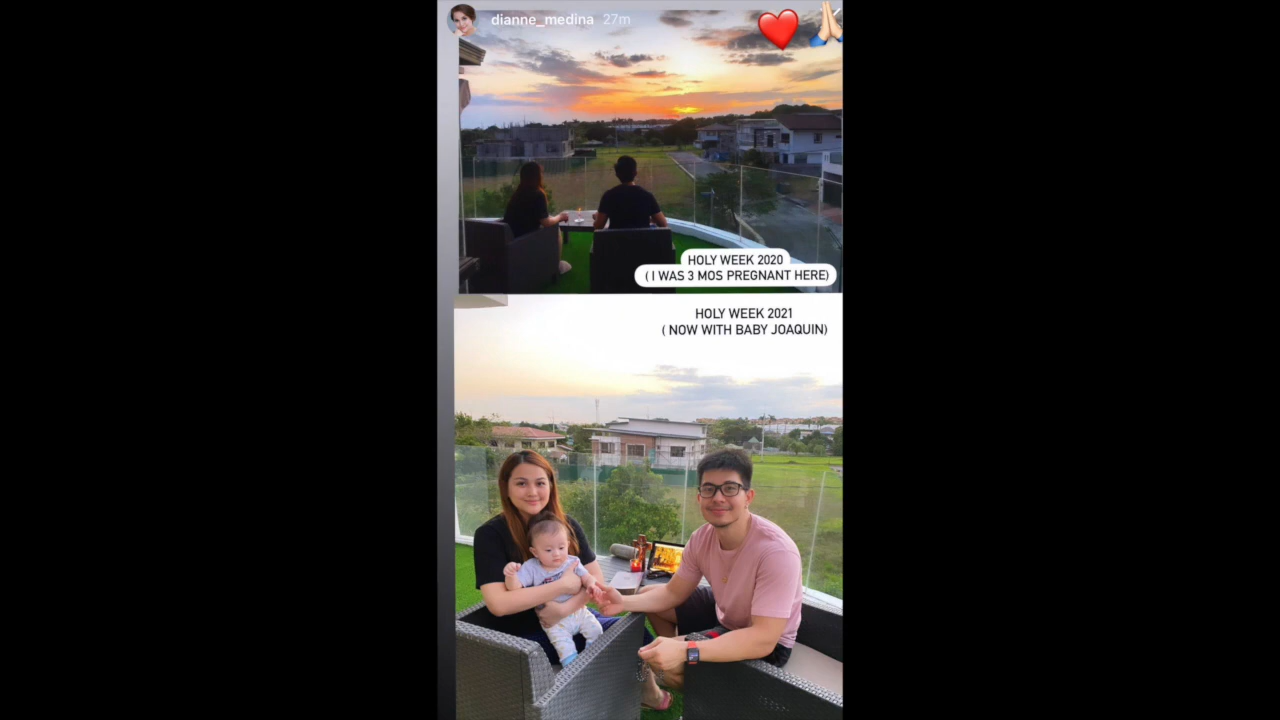 dianne_medina 27m
HOLY WEEK 2020
( I WAS 3 MOS PREGNANT HERE)
HOLY WEEK 2021
( NOW WITH BABY JOAQUIN)